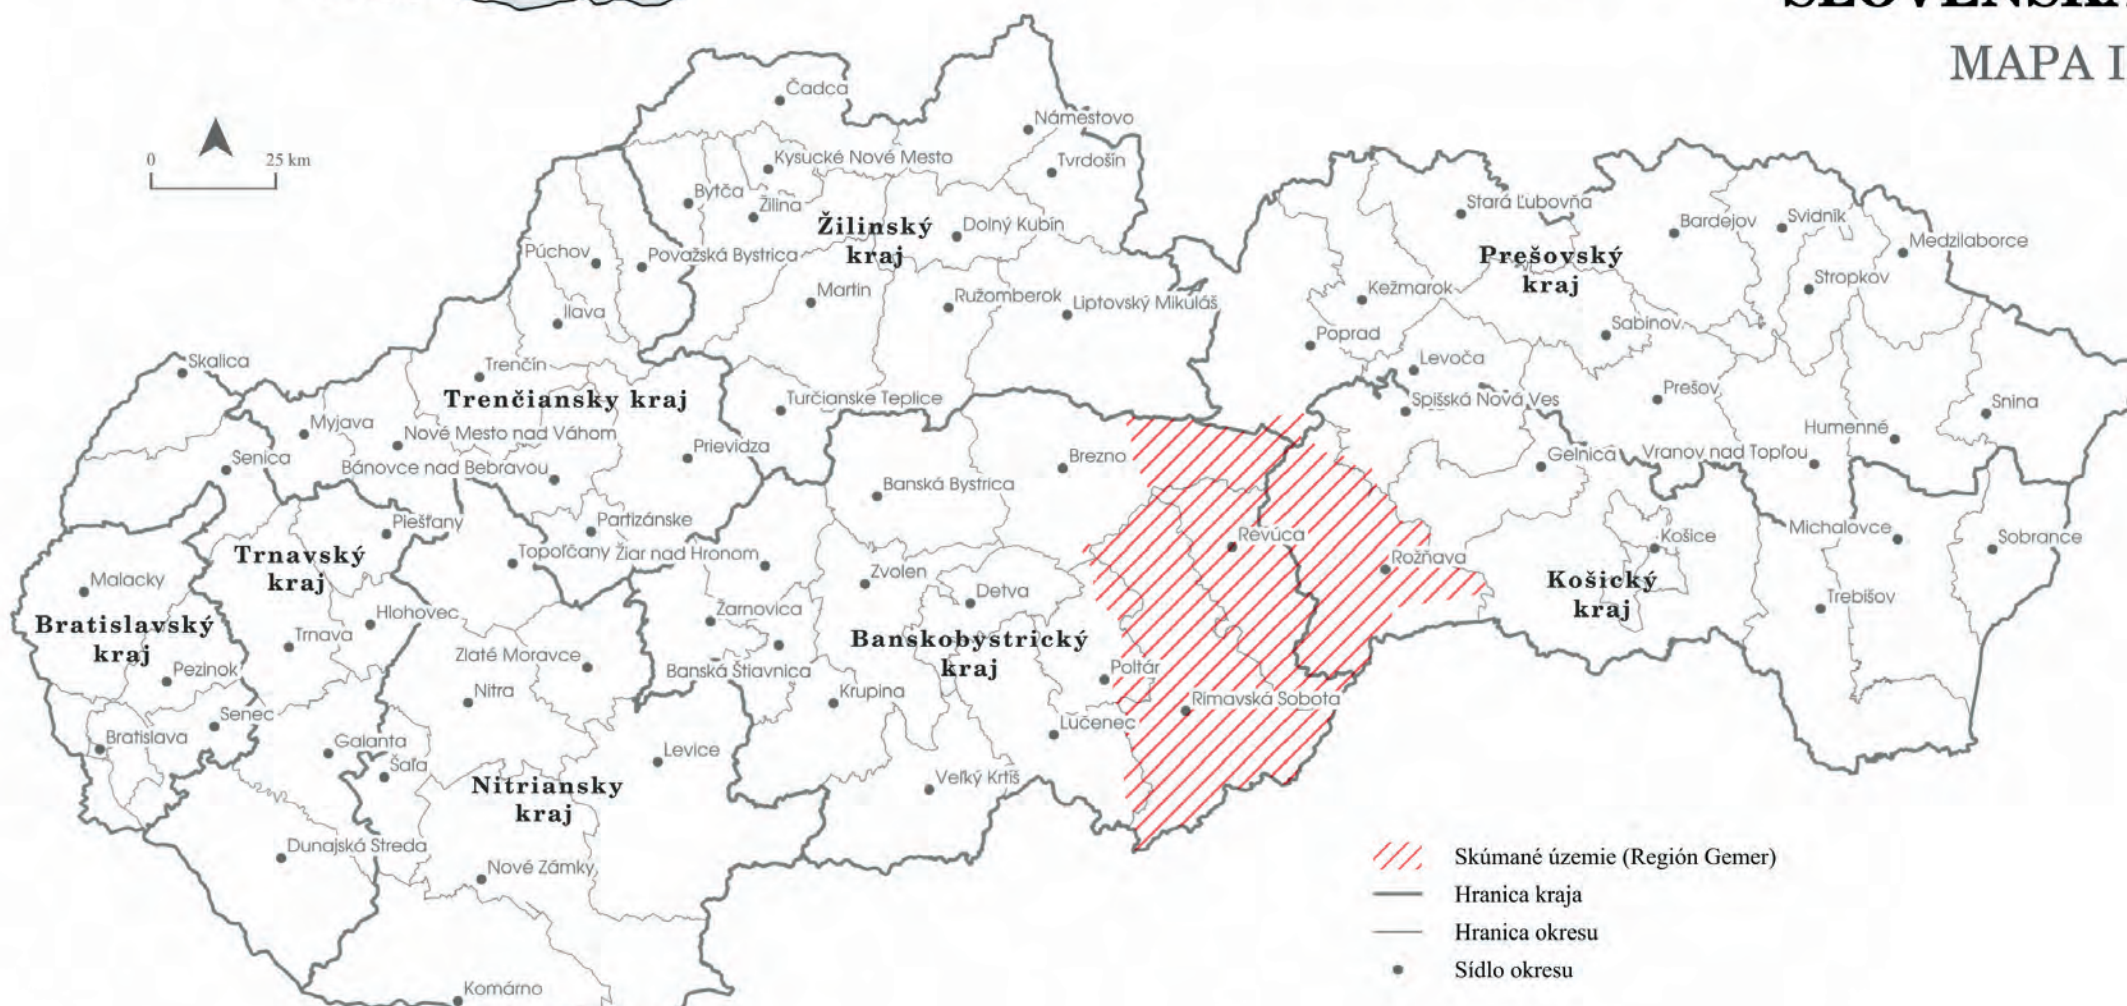 MAPA I
0 25 km
Čadca
Námestovo
Kysucké Nové Mesto
Tvrdošín
Bytča
Žilina
Žilinský
kraj
Dolný Kubín
Stará Ľubovňa
Bardejov
Svidník
Medzilaborce
Púchov
Považská Bystrica
Prešovský
kraj
Stropkov
Martin
Ružomberok
Liptovský Mikuláš
Kežmarok
Ilava
Sabinov
Poprad
Skalica
Trenčín
Levoča
Trenčiansky kraj
Turčianske Teplice
Spišská Nová Ves
Prešov
Snina
Myjava
Nové Mesto nad Váhom
Humenné
Prievidza
Brezno
Gelnica
Vranov nad Topľou
Senica
Bánovce nad Bebravou
Banská Bystrica
Piešťany
Partizánske
Revúca
Košice
Michalovce
Sobrance
Trnavský
kraj
Topoľčany
Žiar nad Hronom
Rožňava
Malacky
Zvolen
Detva
Košický
kraj
Trebišov
Hlohovec
Žarnovica
Bratislavský
kraj
Trnava
Banskobystrický
kraj
Zlaté Moravce
Banská Štiavnica
Poltár
Pezinok
Nitra
Krupina
Rimavská Sobota
Senec
Lučenec
Bratislava
Galanta
Šaľa
Levice
Veľký Krtíš
Nitriansky
kraj
Dunajská Streda
Nové Zámky
Komárno
Skúmané územie (Región Gemer)
Hranica kraja
Hranica okresu
Sídlo okresu